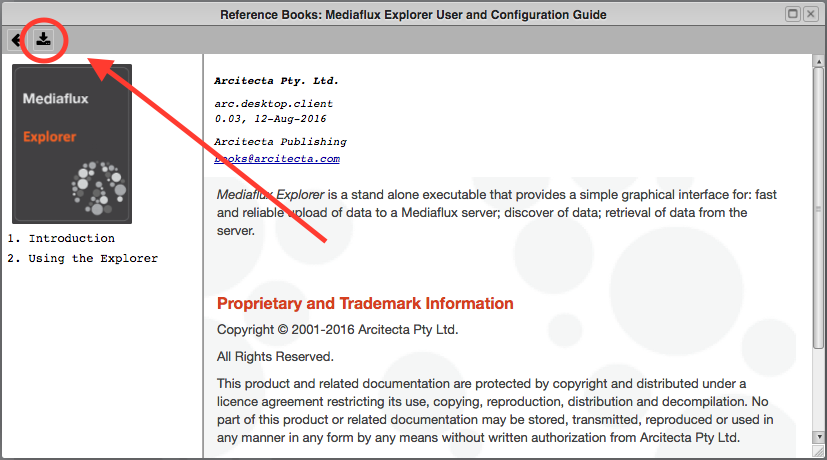 Reference Books: Mediaflux Explorer User and Configuration Guide
Mediaflux
Explorer
1. Introduction
2. Using the Explorer
Arcitecta Pty. Ltd.
arc.desktop.client
0.03, 12-Aug-2016
Arcitecta Publishing
books@arcitecta.com
Mediaflux Explorer is a stand alone executable that provides a simple graphical interface for: fast
and reliable upload of data to a Mediaflux server; discover of data; retrieval of data from the
server.
Proprietary and Trademark Information
Copyright © 2001-2016 Arcitecta Pty Ltd.
All Rights Reserved.
This product and related documentation are protected by copyright and distributed under a
licence agreement restricting its use, copying, reproduction, distribution and decompilation. No
part of this product or related documentation may be stored, transmitted, reproduced or used in
any manner in any form by any means without written authorization from Arcitecta Pty Ltd.